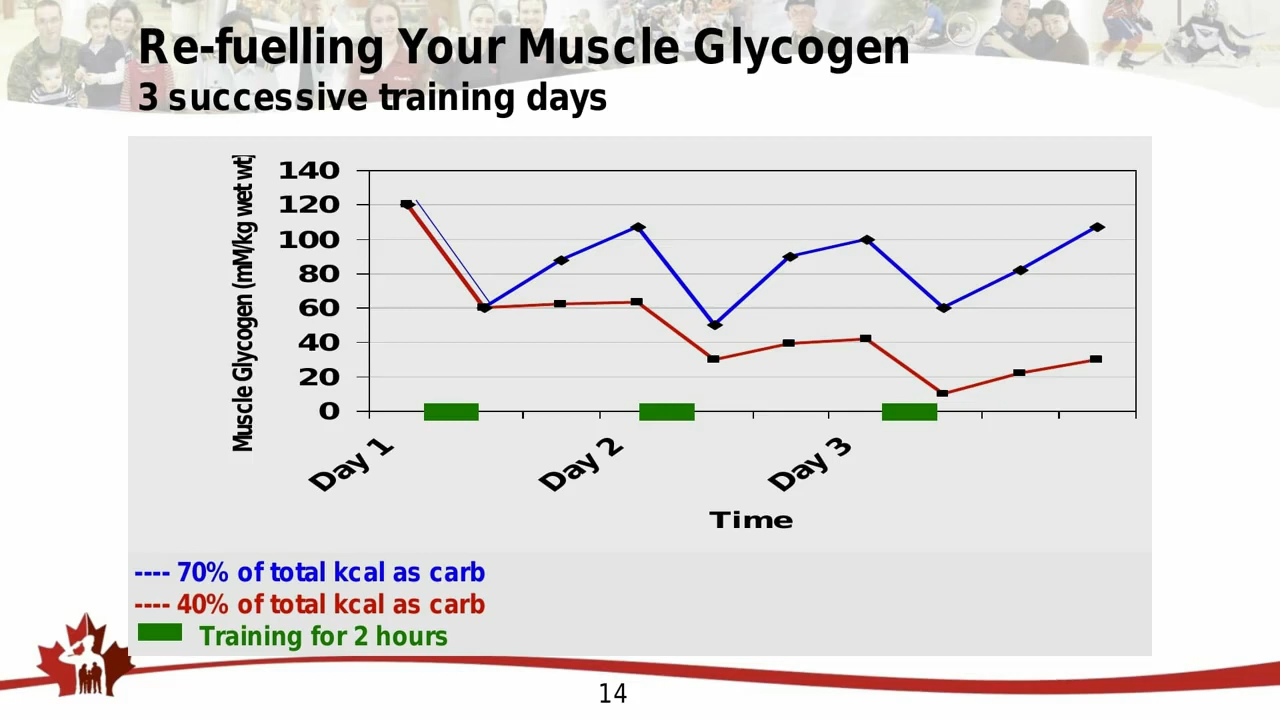 Re-fuelling Your Muscle Glycogen
3 successive training days
Muscle Glycogen (mM/kg wet wt)
140
120
100
80
60
40
20
0
Day 1
Day 2
Day 3
Time
---- 70% of total kcal as carb
---- 40% of total kcal as carb
Training for 2 hours
14